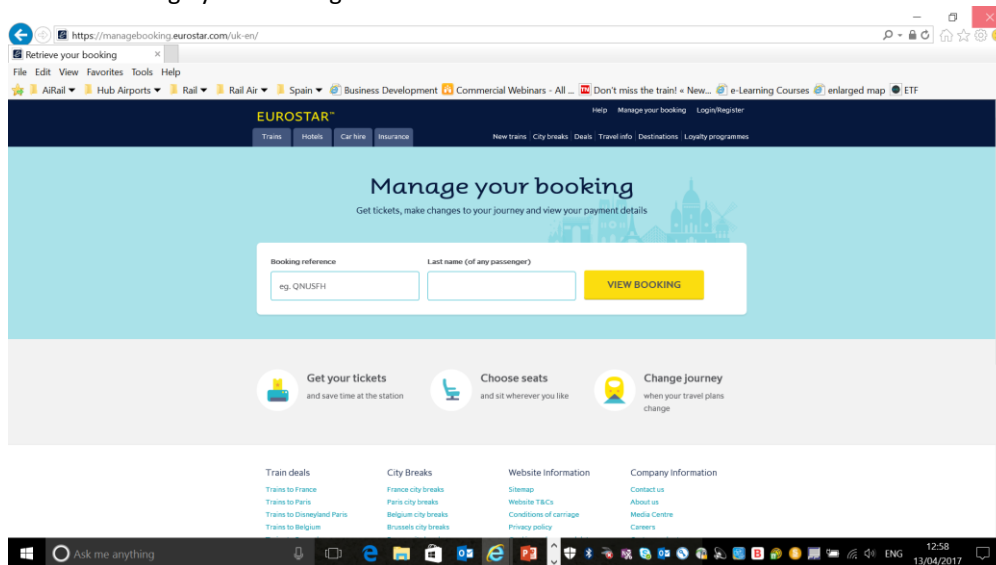 https://managebooking.eurostar.com/uk-en/
Retrieve your booking
File Edit View Favorites Tools Help
AiRail Hub Airports Rail Rail Air Spain Business Development Commercial Webinars - All ... Don't miss the train! « New... e-Learning Courses enlarged map ETF
EUROSTAR™
Help Manage your booking Login/Register
Trains Hotels Car hire Insurance
New trains City breaks Deals Travel info Destinations Loyalty programmes
Manage your booking
Get tickets, make changes to your journey and view your payment details
Booking reference Last name (of any passenger)
eg. QNUSFH
VIEW BOOKING
Get your tickets
and save time at the station
Choose seats
and sit wherever you like
Change journey
when your travel plans
change
Train deals City Breaks Website Information Company Information
Trains to France France city breaks Sitemap Contact us
Trains to Paris Paris city breaks Website T&Cs About us
Trains to Disneyland Paris Belgium city breaks Conditions of carriage Media Centre
Trains to Belgium Brussels city breaks Privacy policy Careers
Ask me anything
ENG
12:58
13/04/2017